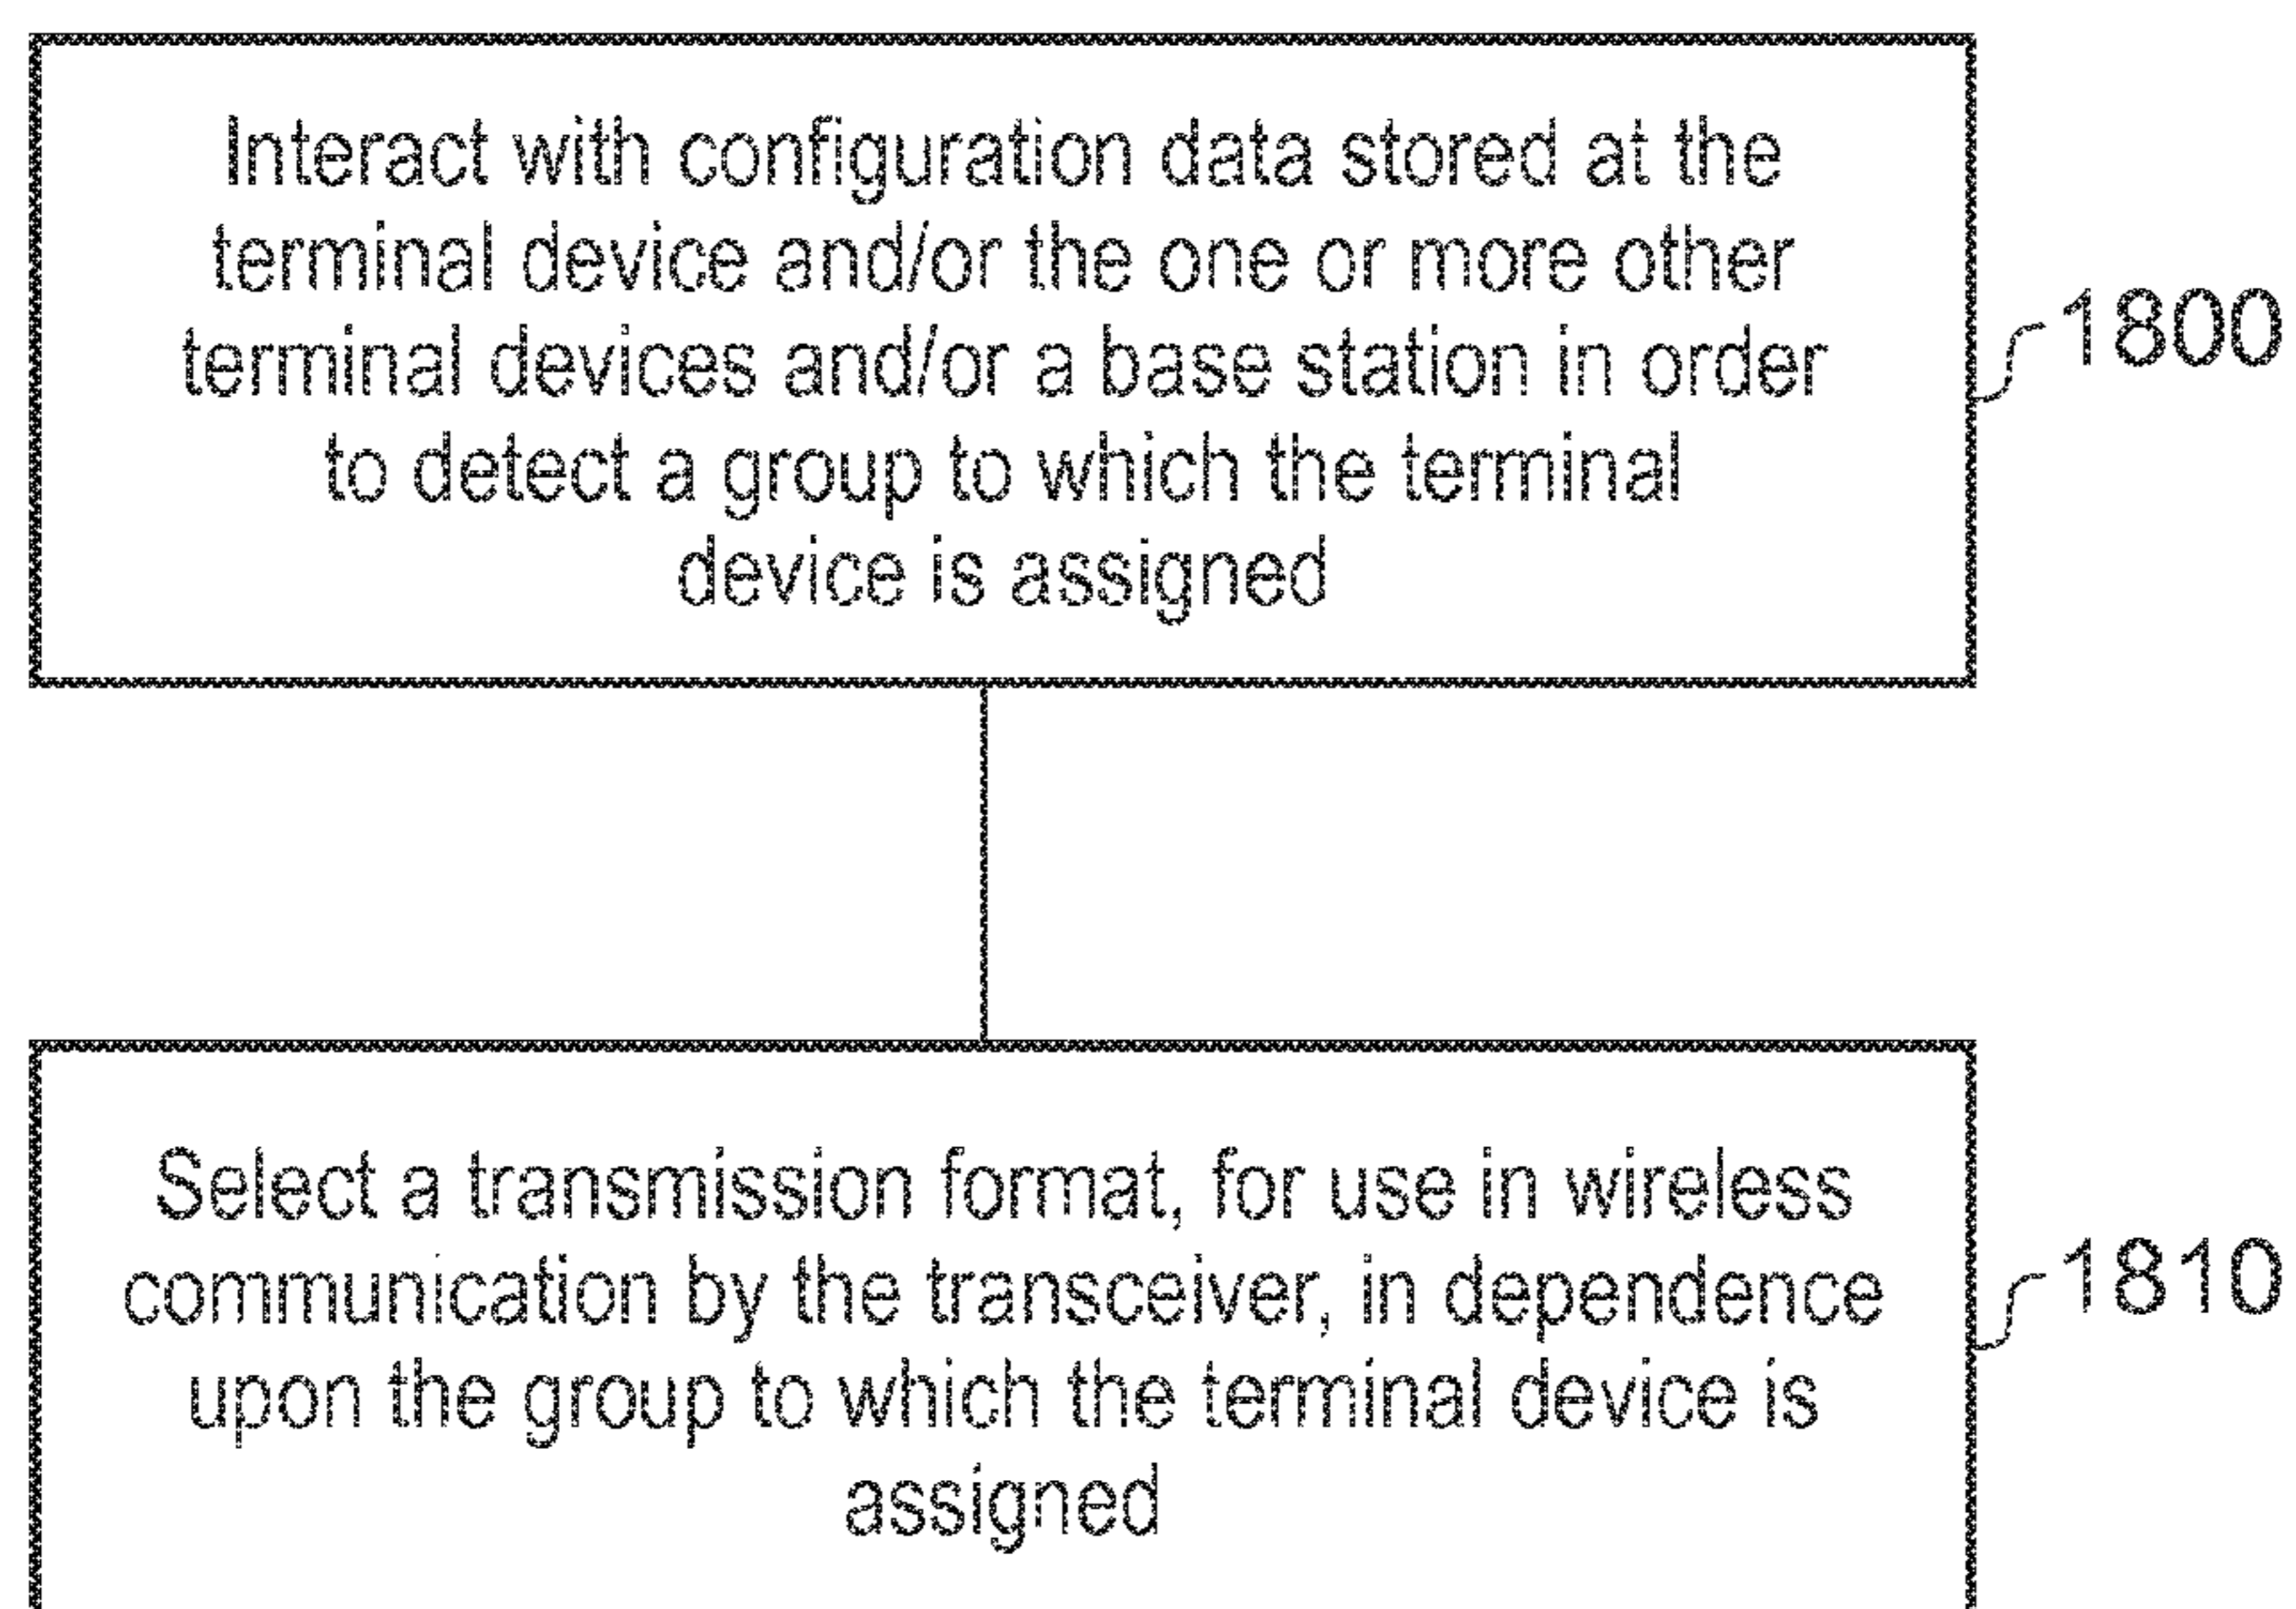 Interact with configuration data stored at the
terminal device and/or the one or more other
terminal devices and/or a base station in order
to detect a group to which the terminal
device is assigned
1800
Select a transmission format, for use in wireless
communication by the transceiver, in dependence
upon the group to which the terminal device is
assigned
1810